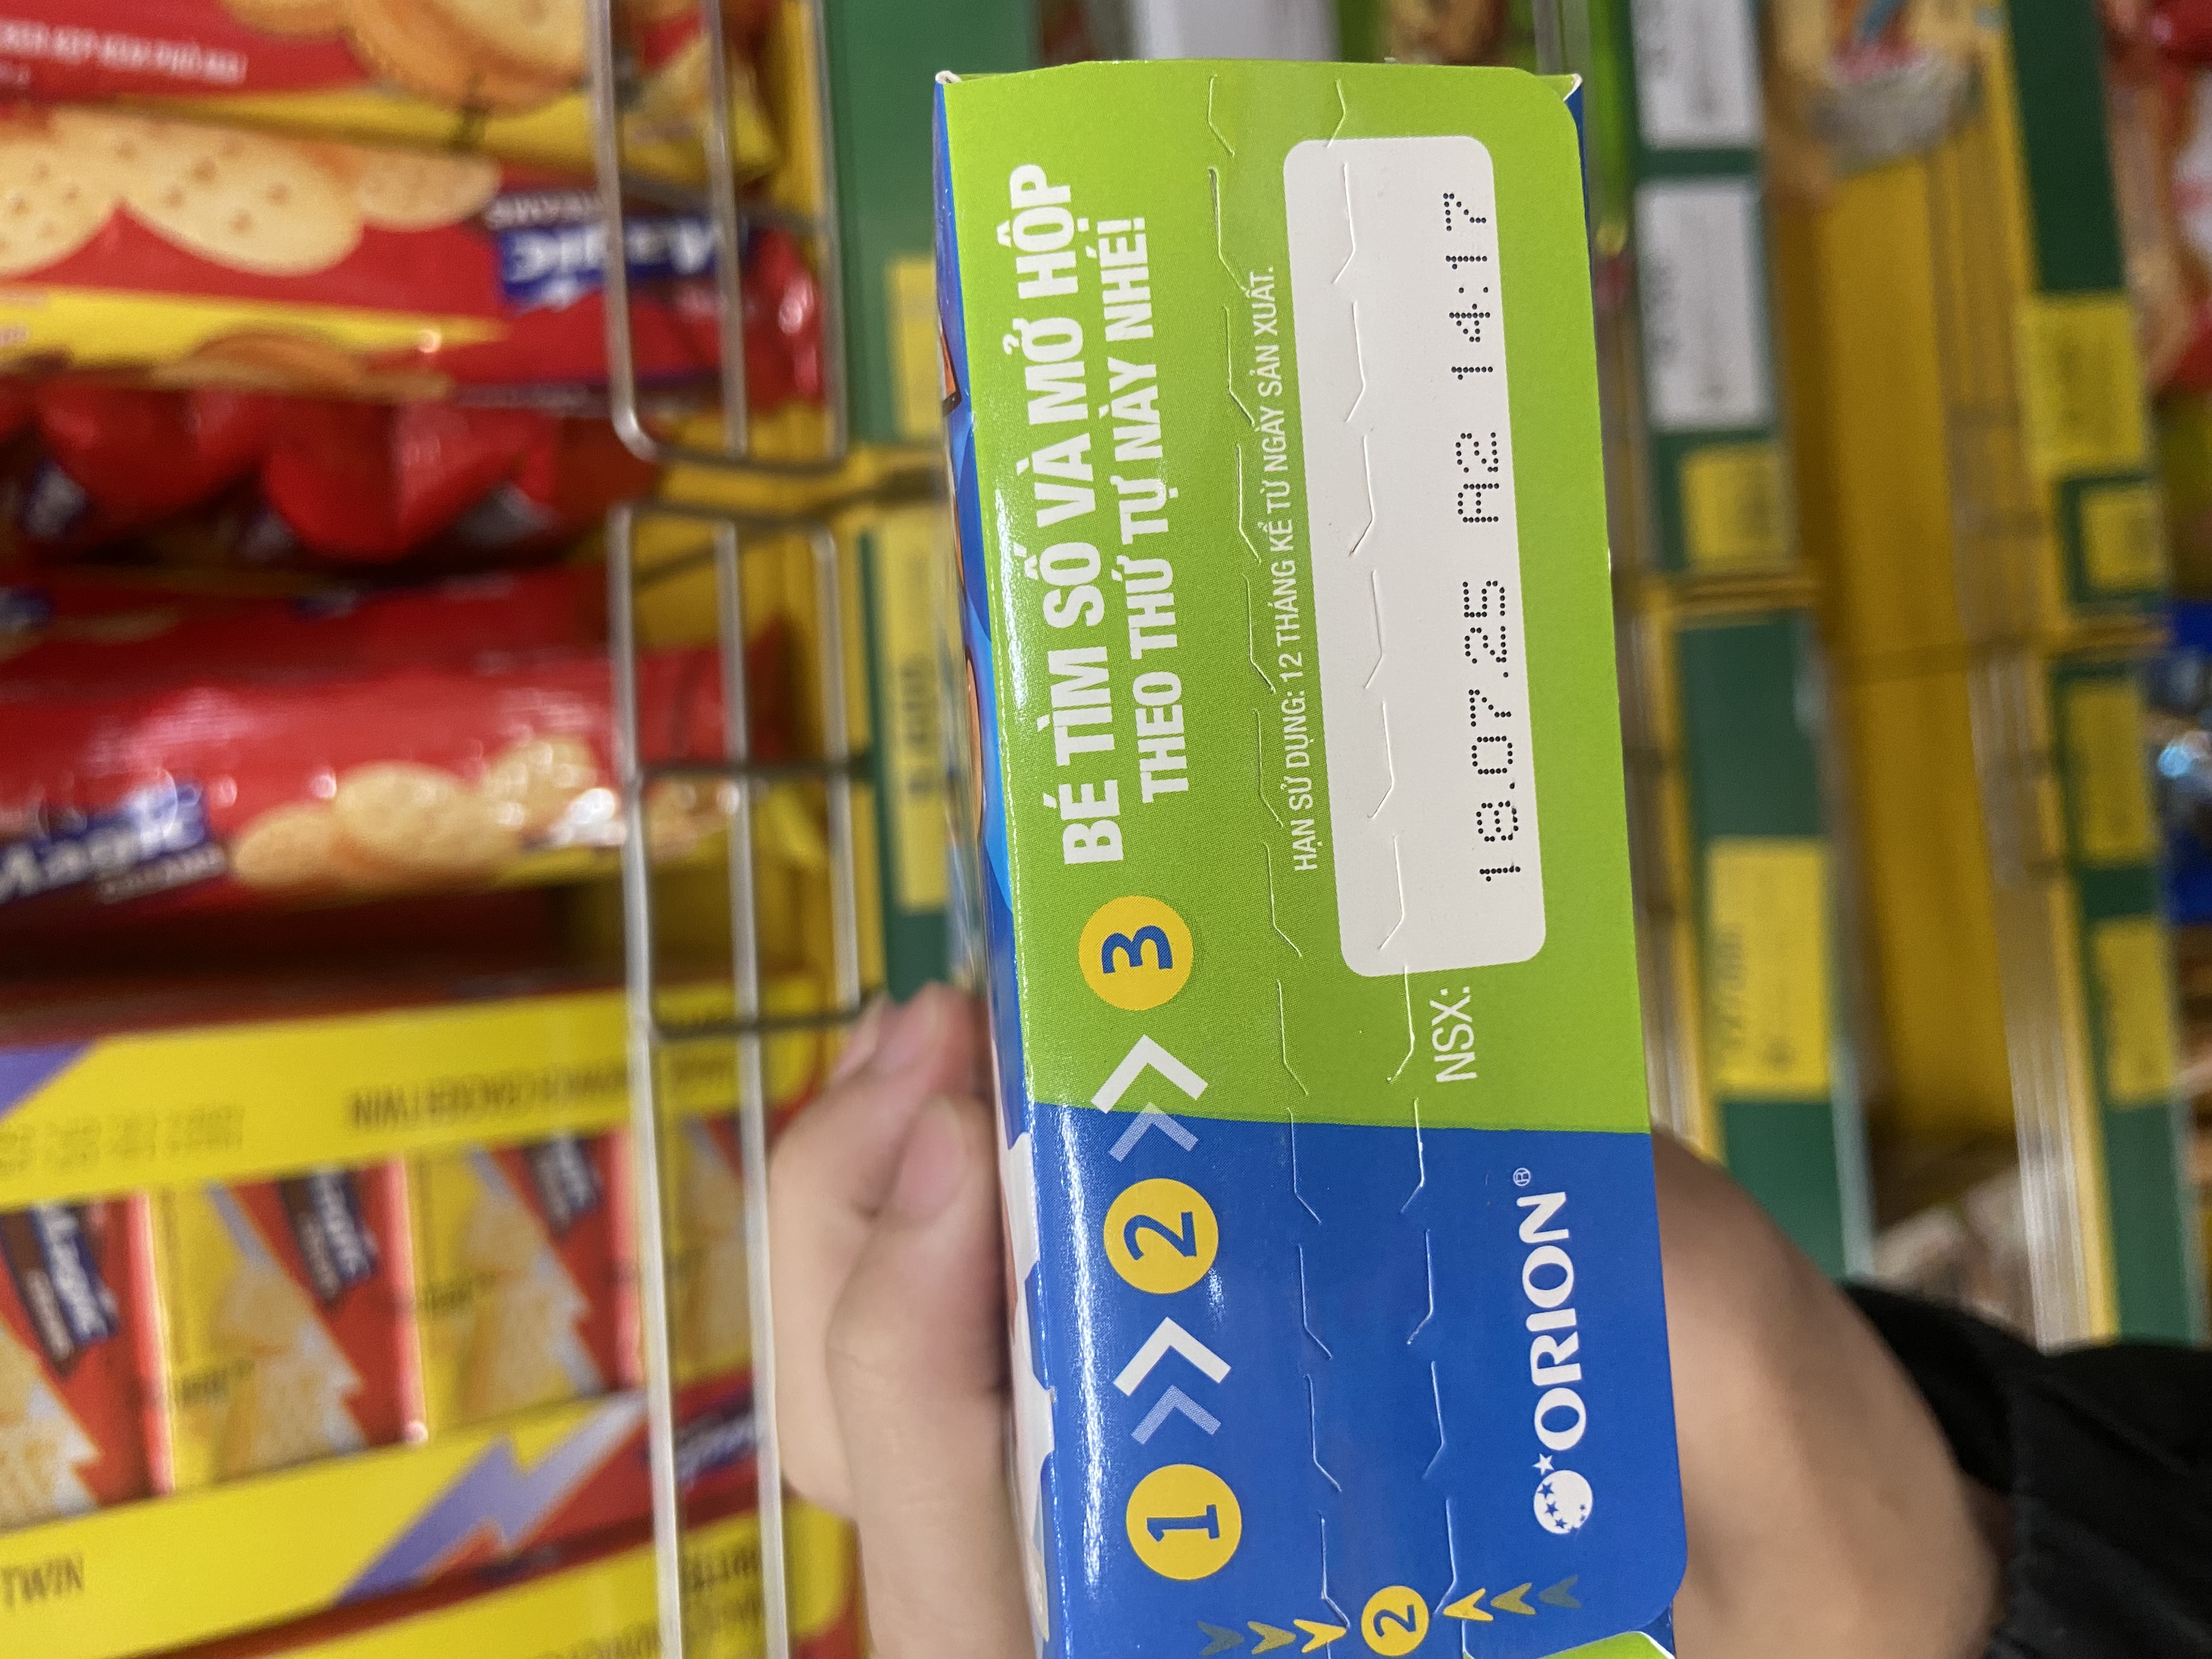 Magic
1 2 3
BÉ TÌM SỐ VÀ MỞ HỘP
THEO THỨ TỰ NÀY NHÉ!
HẠN SỬ DỤNG: 12 THÁNG KỂ TỪ NGÀY SẢN XUẤT.
2
NSX: 18.07.25 A2 14:17
ORION®